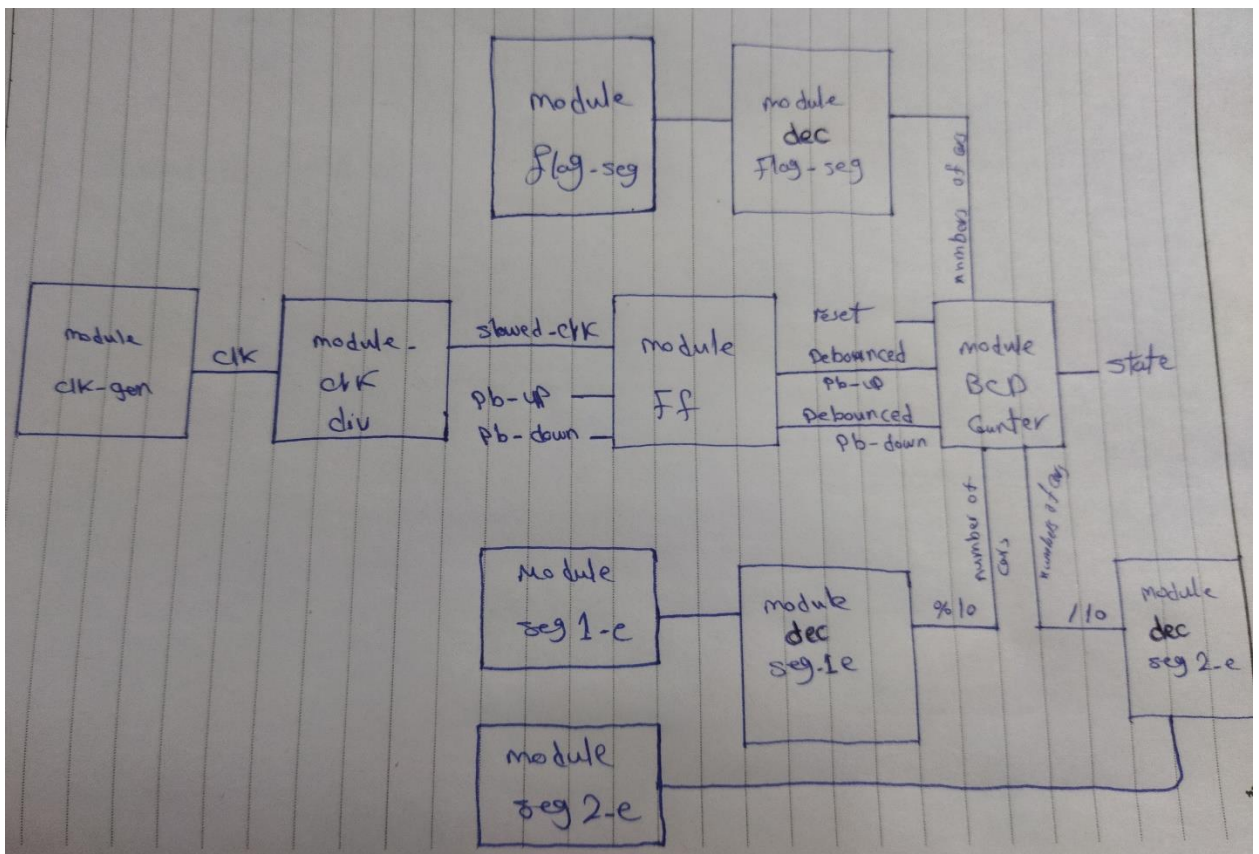 module
flag-seg
module
dec
Flag-seg
numbers of
module
clk-gen
clk
module-
clk
div
slowed-clk
Pb-UP
Pb-down
module
Ff
reset
Debounced
Pb-UP
Debounced
Pb-down
module
BCD
Counter
state
number of
cars
numbers of cars
Module
seg 1-e
module
dec
seg-1e
%10
/10
module
dec
seg 2-e
module
seg 2-e